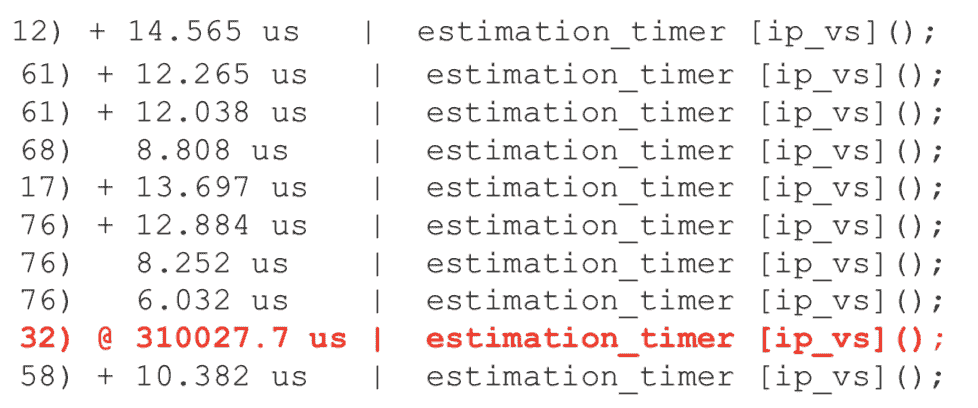 12) + 14.565 us   |  estimation_timer [ip_vs]();
61) + 12.265 us   |  estimation_timer [ip_vs]();
61) + 12.038 us   |  estimation_timer [ip_vs]();
68)   8.808 us    |  estimation_timer [ip_vs]();
17) + 13.697 us   |  estimation_timer [ip_vs]();
76) + 12.884 us   |  estimation_timer [ip_vs]();
76)   8.252 us    |  estimation_timer [ip_vs]();
76)   6.032 us    |  estimation_timer [ip_vs]();
32) @ 310027.7 us |  estimation_timer [ip_vs]();
58) + 10.382 us   |  estimation_timer [ip_vs]();